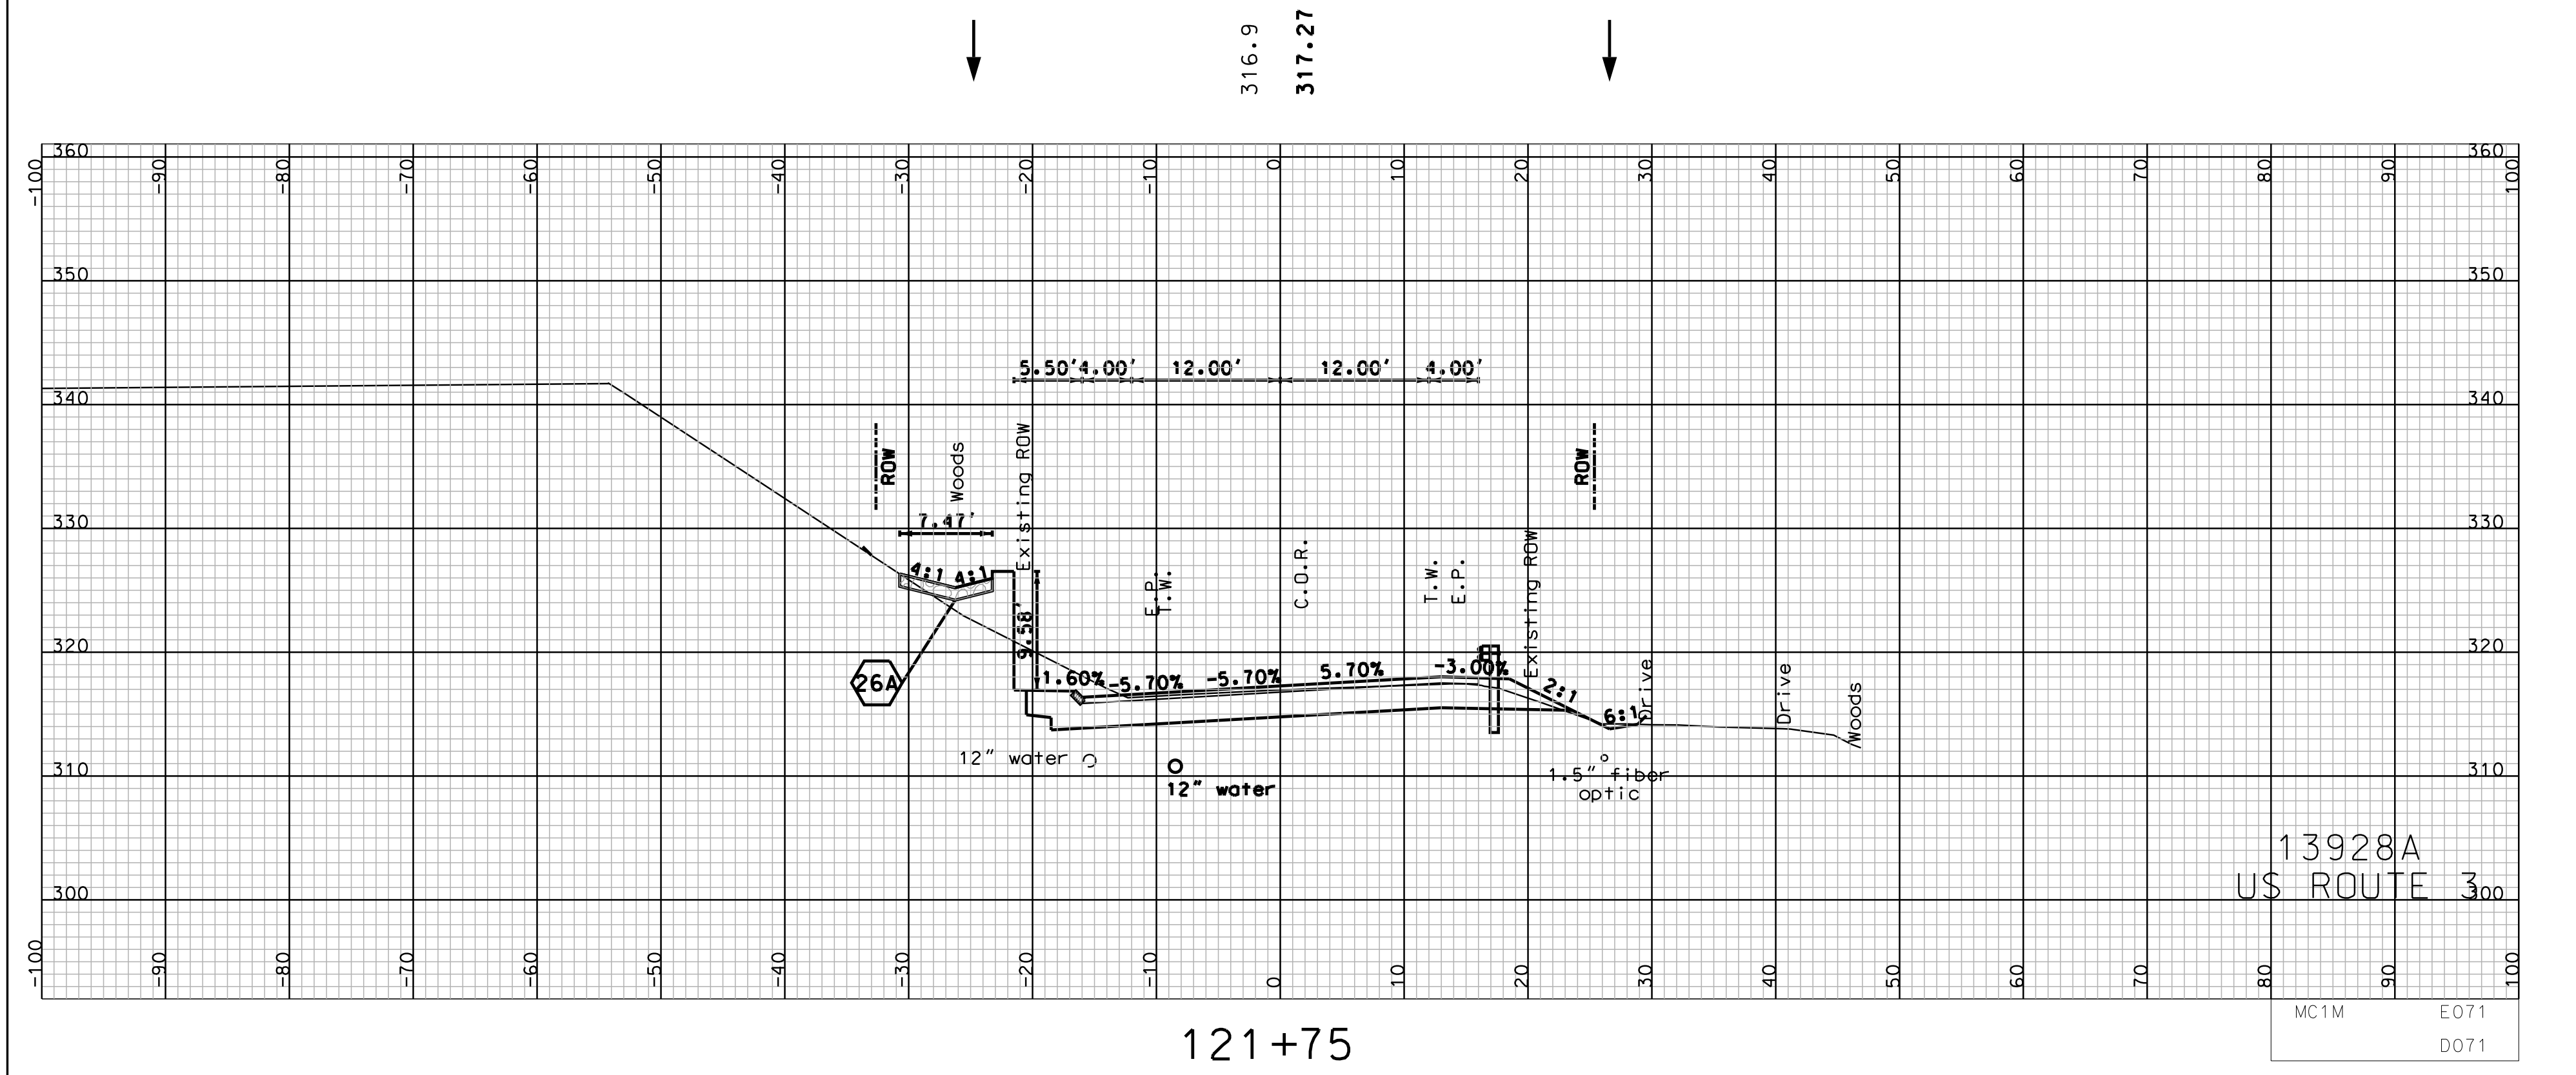 316.9
317.27
360 360
-100 -90 -80 -70 -60 -50 -40 -30 -20 -10 0 10 20 30 40 50 60 70 80 90 100
350 350
5.50' 4.00' 12.00' 12.00' 4.00'
340 340
ROW
Woods
Existing ROW
ROW
330 330
7.47'
4:1 4:1
E.P.
T.W.
C.O.R.
T.W.
E.P.
Existing ROW
9.58'
320 320
26A
1.60% -5.70% -5.70% 5.70% -3.00%
2:1
6:1
Drive
Drive
Woods
12" water
12" water
1.5" fiber
optic
310 310
13928A
US ROUTE 3
300 300
-100 -90 -80 -70 -60 -50 -40 -30 -20 -10 0 10 20 30 40 50 60 70 80 90 100
121+75
MC1M E071
D071